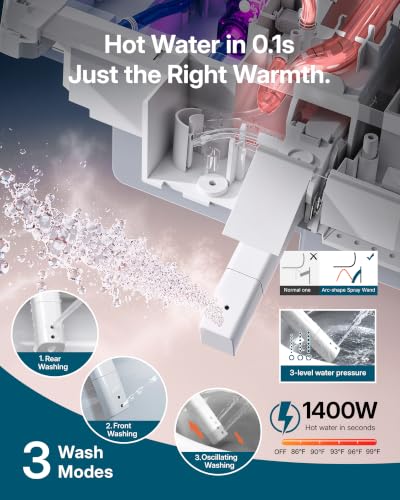 Hot Water in 0.1s
Just the Right Warmth.
Normal one
Arc-shape Spray Wand
3-level water pressure
1. Rear
Washing
2. Front
Washing
3.Oscillating
Washing
3 Wash
Modes
1400W
Hot water in seconds
OFF 86°F 90°F 93°F 96°F 99°F